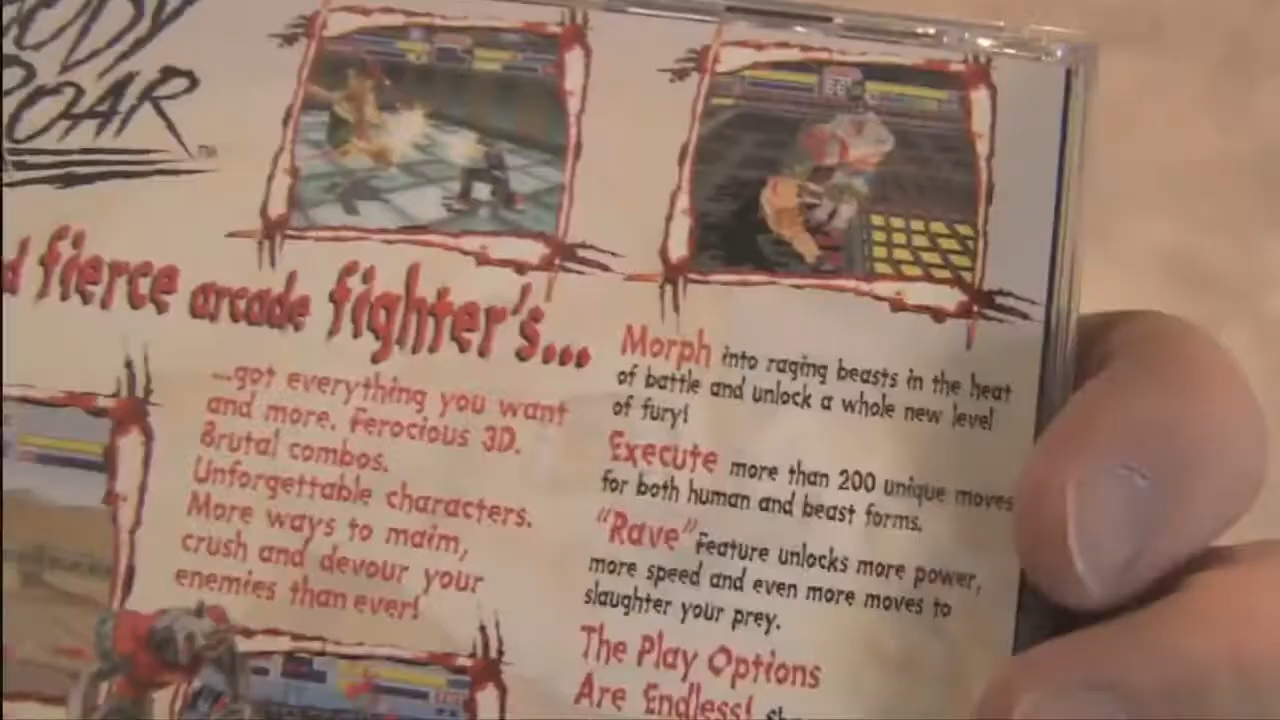 ROAR™
fierce arcade fighter's...
...got everything you want
and more. Ferocious 3D.
Brutal combos.
Unforgettable characters.
More ways to maim,
crush and devour your
enemies than ever!
Morph into raging beasts in the heat
of battle and unlock a whole new level
of fury!
Execute more than 200 unique moves
for both human and beast forms.
"Rave" Feature unlocks more power,
more speed and even more moves to
slaughter your prey.
The Play Options
Are Endless!